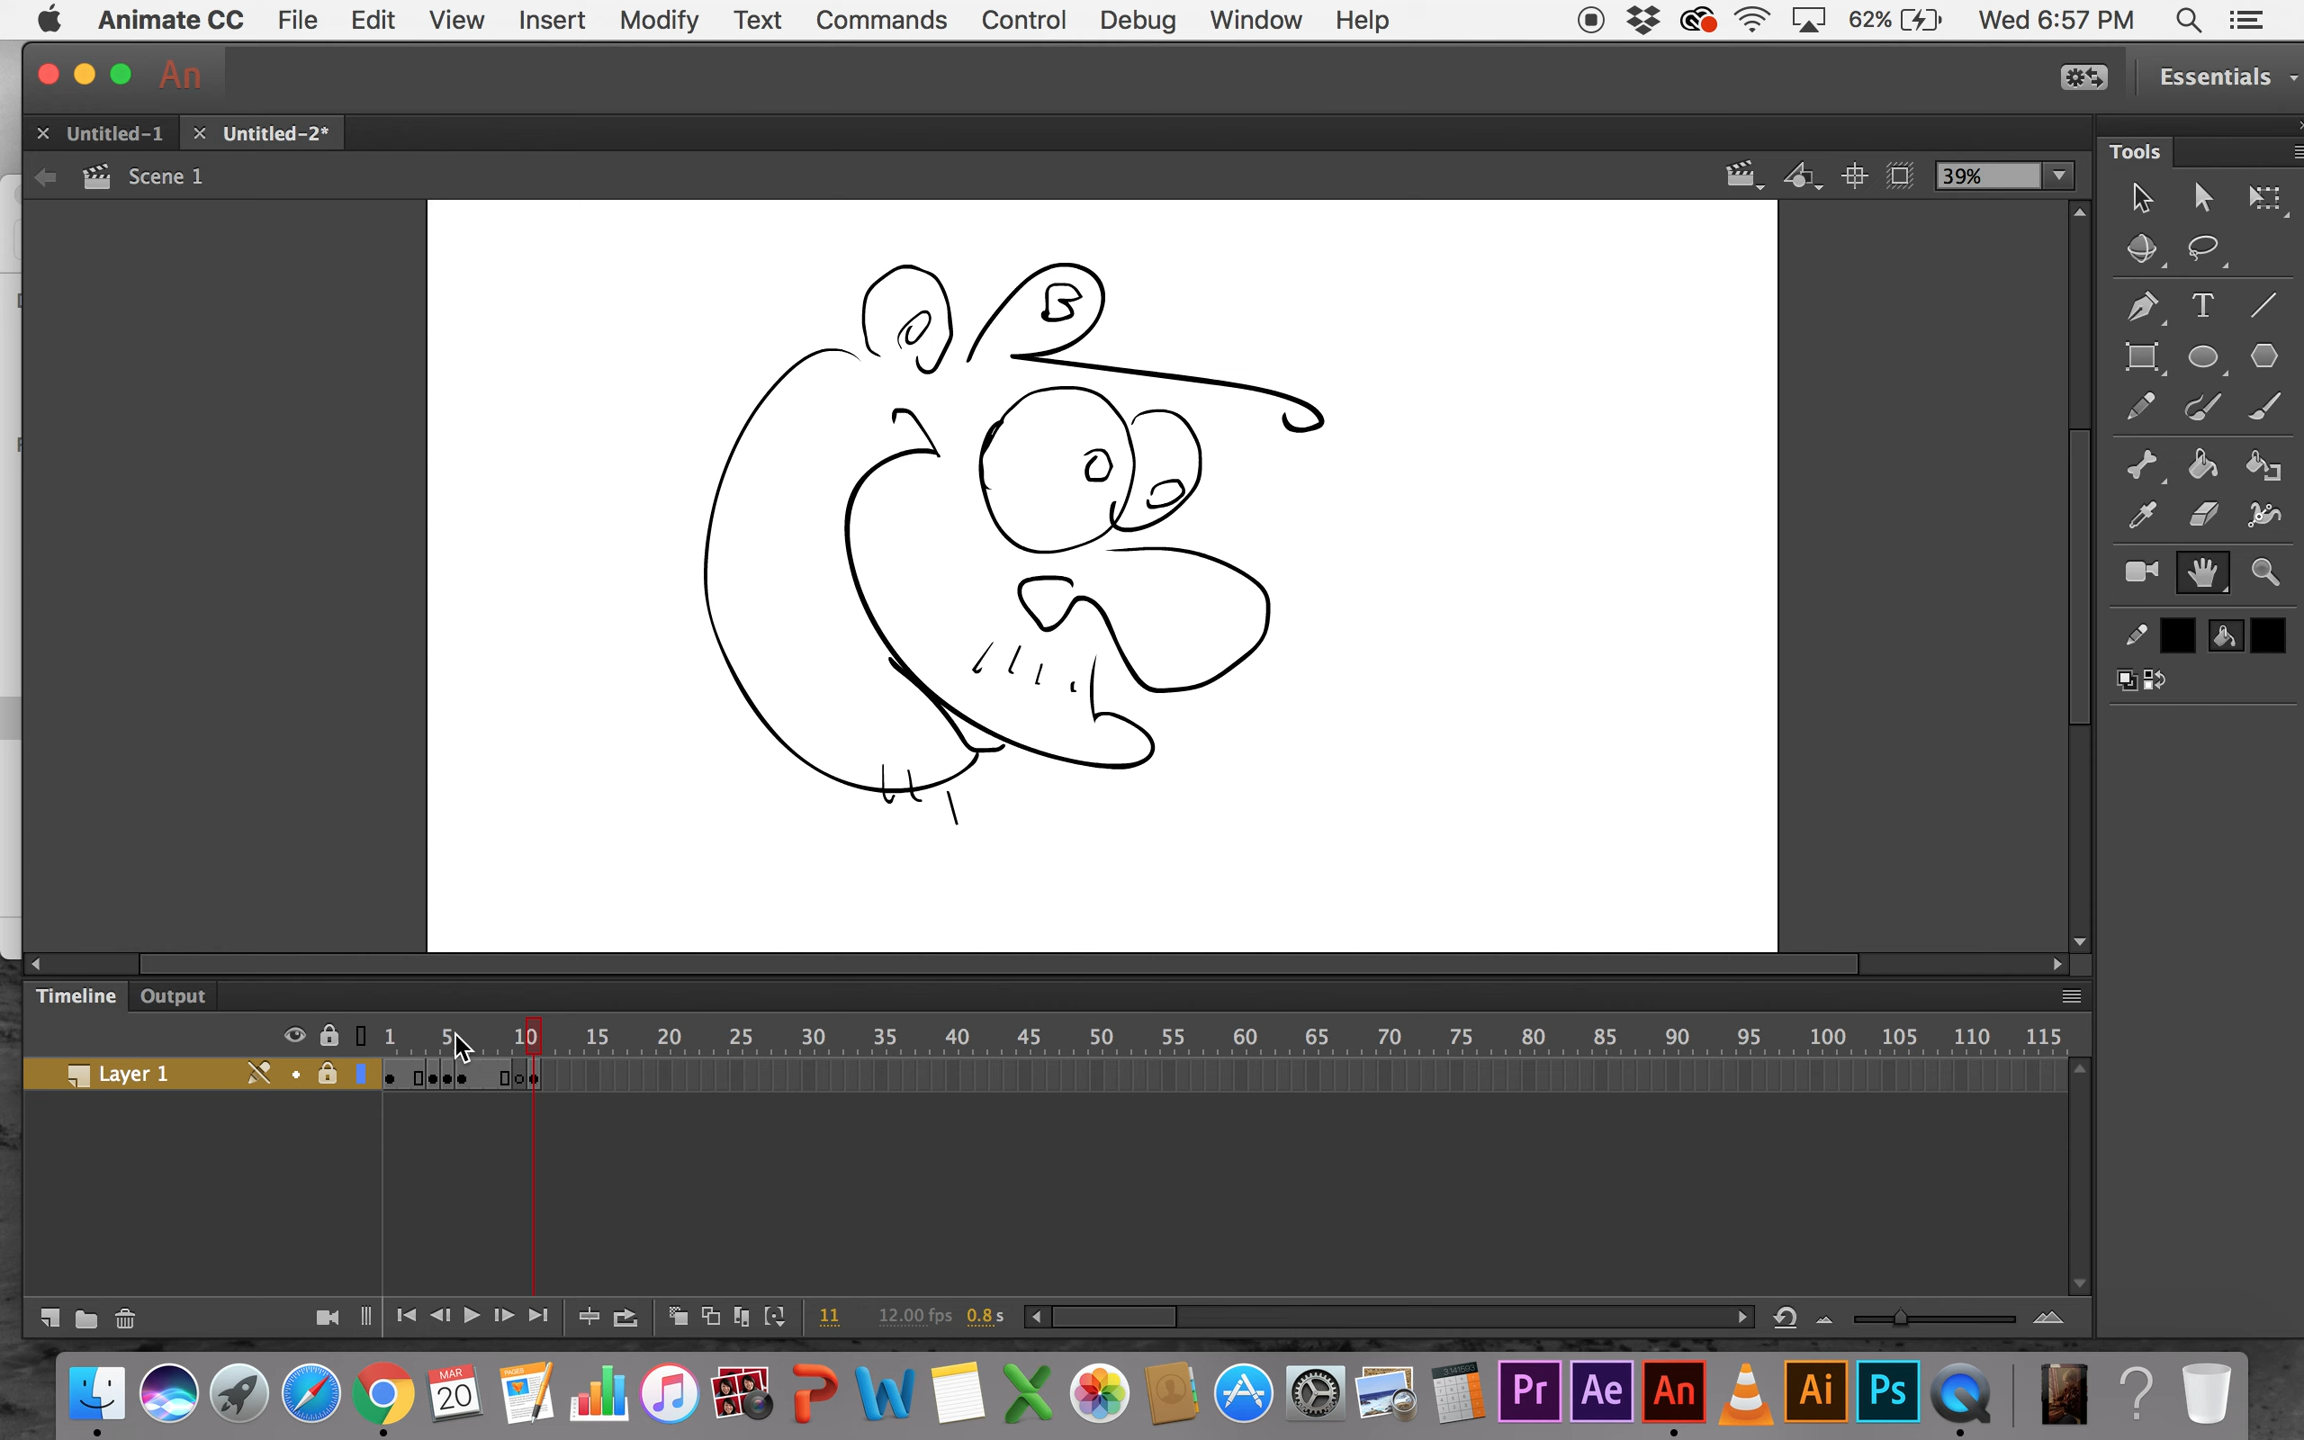 Animate CC File Edit View Insert Modify Text Commands Control Debug Window Help 62% Wed 6:57 PM
An Essentials
Untitled-1 Untitled-2*
Scene 1 39%
Tools
T
Timeline Output
1 5 10 15 20 25 30 35 40 45 50 55 60 65 70 75 80 85 90 95 100 105 110 115
Layer 1
11 12.00 fps 0.8 s
MAR
20
PAGES
P W X
3.141593
Pr Ae An Ai Ps
?